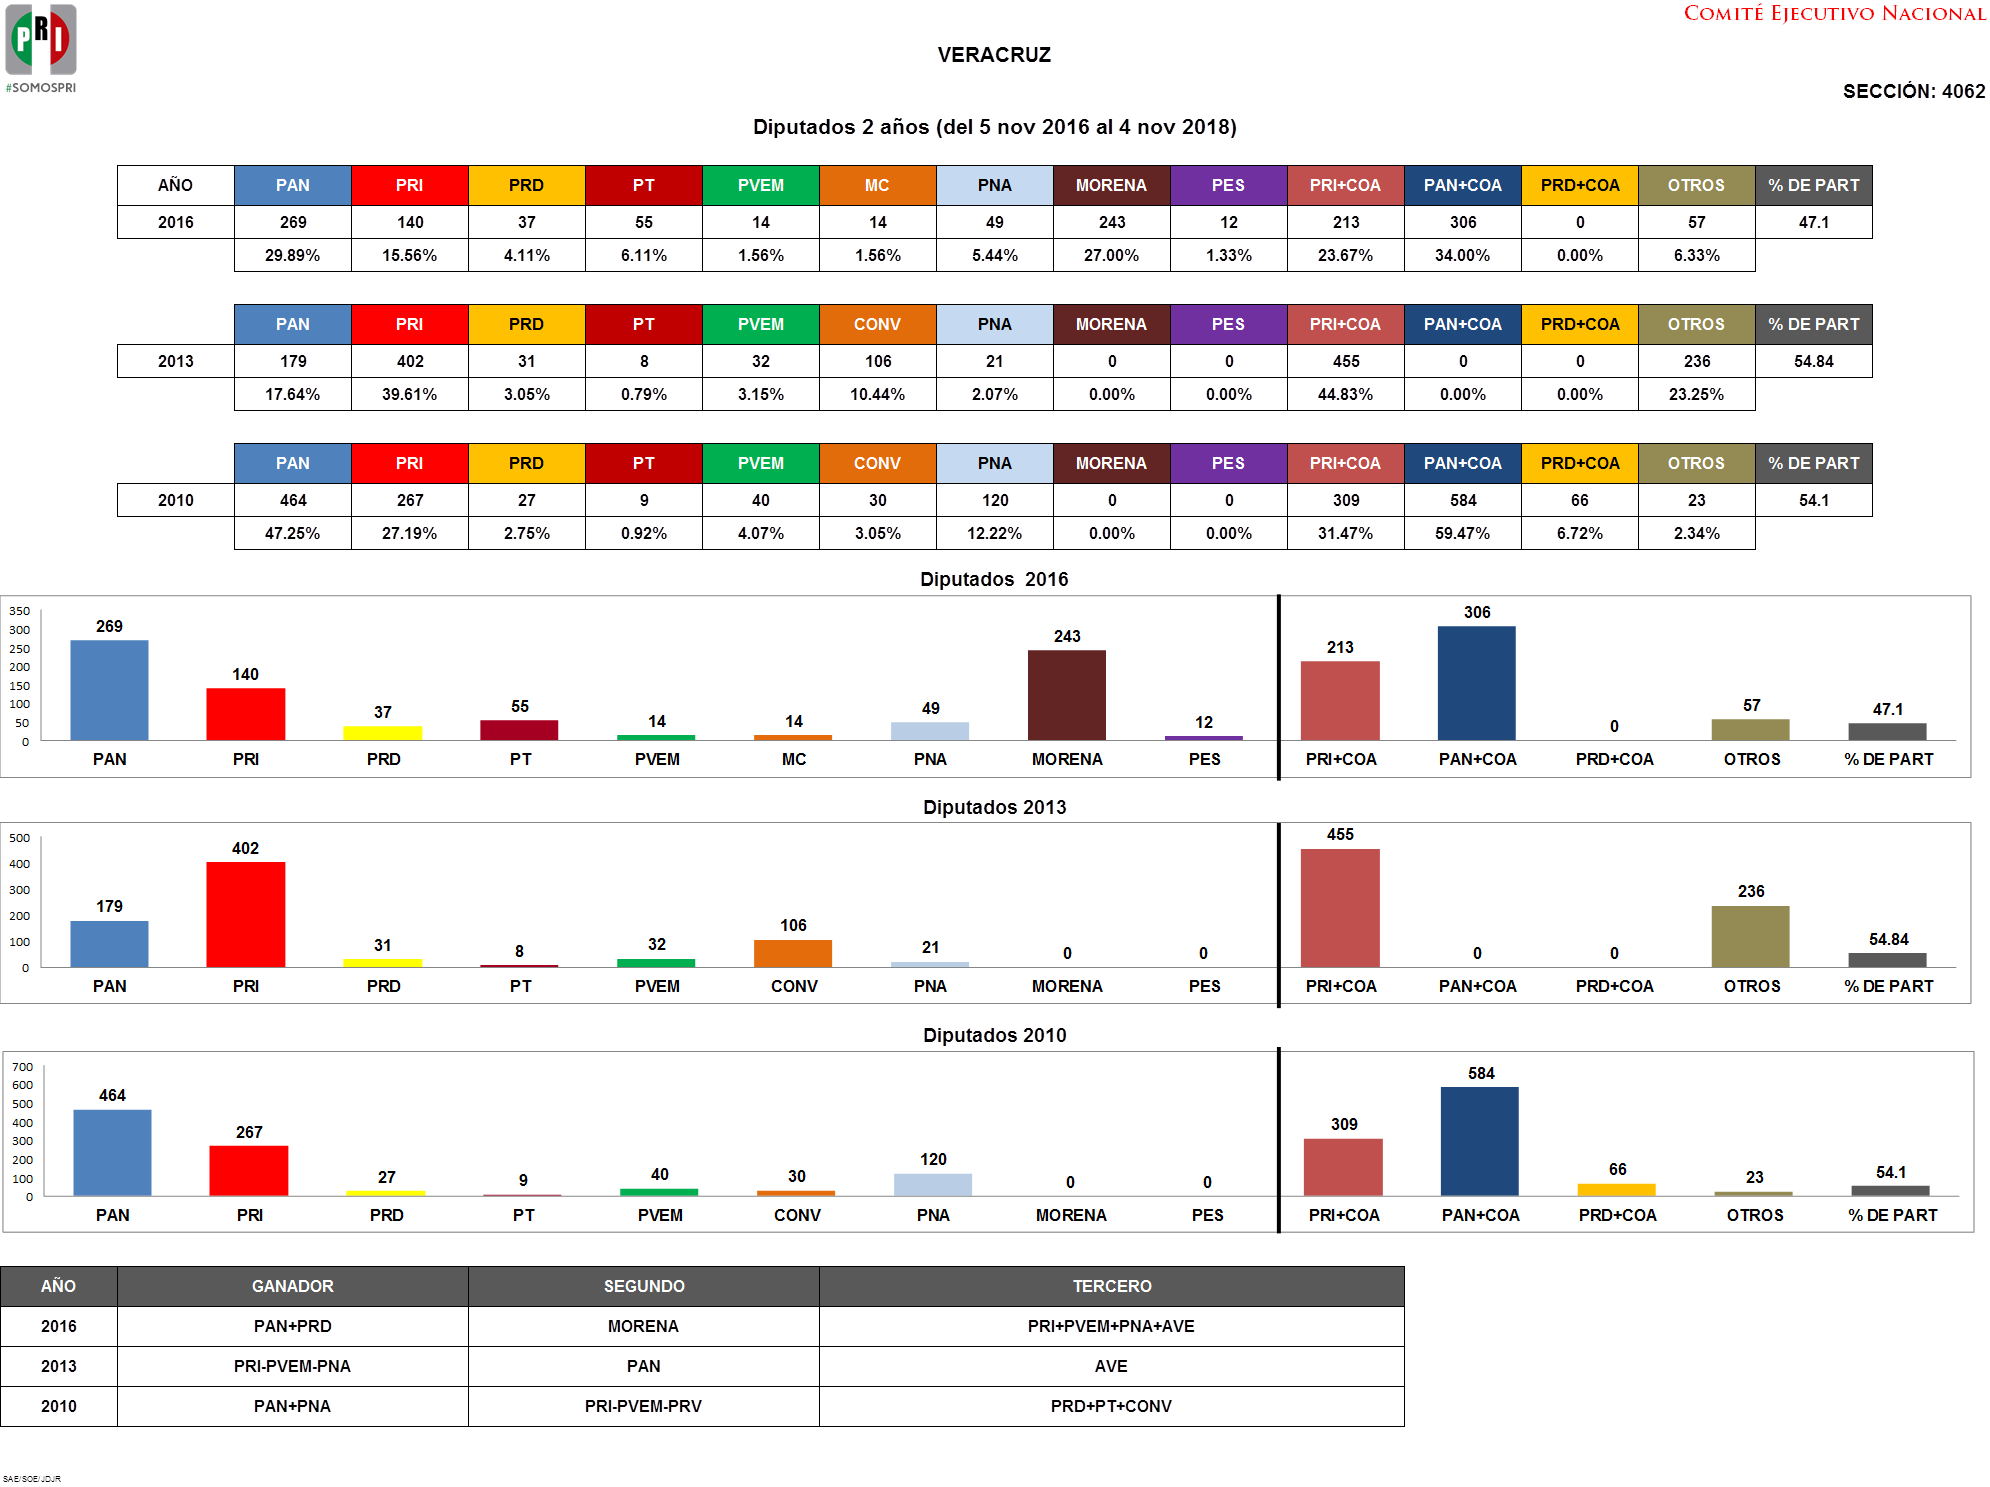 PRI
#SOMOSPRI
COMITÉ EJECUTIVO NACIONAL
VERACRUZ
SECCIÓN: 4062
Diputados 2 años (del 5 nov 2016 al 4 nov 2018)
AÑO PAN PRI PRD PT PVEM MC PNA MORENA PES PRI+COA PAN+COA PRD+COA OTROS % DE PART
2016 269 140 37 55 14 14 49 243 12 213 306 0 57 47.1
29.89% 15.56% 4.11% 6.11% 1.56% 1.56% 5.44% 27.00% 1.33% 23.67% 34.00% 0.00% 6.33%
PAN PRI PRD PT PVEM CONV PNA MORENA PES PRI+COA PAN+COA PRD+COA OTROS % DE PART
2013 179 402 31 8 32 106 21 0 0 455 0 0 236 54.84
17.64% 39.61% 3.05% 0.79% 3.15% 10.44% 2.07% 0.00% 0.00% 44.83% 0.00% 0.00% 23.25%
PAN PRI PRD PT PVEM CONV PNA MORENA PES PRI+COA PAN+COA PRD+COA OTROS % DE PART
2010 464 267 27 9 40 30 120 0 0 309 584 66 23 54.1
47.25% 27.19% 2.75% 0.92% 4.07% 3.05% 12.22% 0.00% 0.00% 31.47% 59.47% 6.72% 2.34%
Diputados 2016
350
300
250
200
150
100
50
0
269 140 37 55 14 14 49 243 12 213 306 0 57 47.1
PAN PRI PRD PT PVEM MC PNA MORENA PES PRI+COA PAN+COA PRD+COA OTROS % DE PART
Diputados 2013
500
400
300
200
100
0
179 402 31 8 32 106 21 0 0 455 0 0 236 54.84
PAN PRI PRD PT PVEM CONV PNA MORENA PES PRI+COA PAN+COA PRD+COA OTROS % DE PART
Diputados 2010
700
600
500
400
300
200
100
0
464 267 27 9 40 30 120 0 0 309 584 66 23 54.1
PAN PRI PRD PT PVEM CONV PNA MORENA PES PRI+COA PAN+COA PRD+COA OTROS % DE PART
AÑO GANADOR SEGUNDO TERCERO
2016 PAN+PRD MORENA PRI+PVEM+PNA+AVE
2013 PRI-PVEM-PNA PAN AVE
2010 PAN+PNA PRI-PVEM-PRV PRD+PT+CONV
SAE/SOE/JDJR